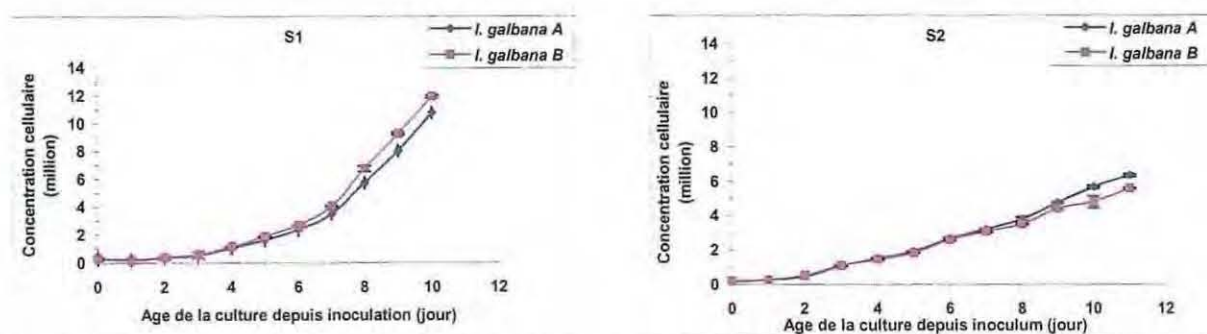 S1
I. galbana A
I. galbana B
Concentration cellulaire
(million)
14
12
10
8
6
4
2
0
0 2 4 6 8 10 12
Age de la culture depuis inoculation (jour)
S2
I. galbana A
I. galbana B
Concentration cellulaire
(million)
14
12
10
8
6
4
2
0
0 2 4 6 8 10 12
Age de la culture depuis inoculum (jour)